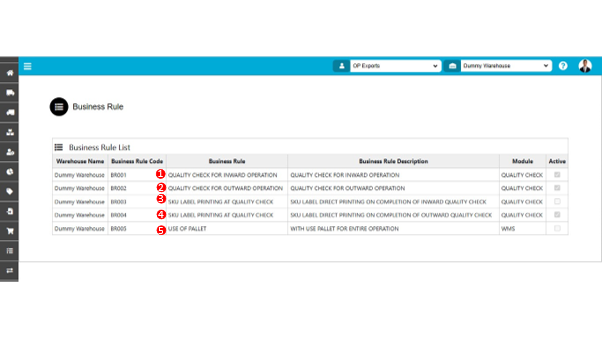 OP Exports Dummy Warehouse ?
Business Rule
Business Rule List
Warehouse Name Business Rule Code Business Rule Business Rule Description Module Active
Dummy Warehouse BR001 1 QUALITY CHECK FOR INWARD OPERATION QUALITY CHECK FOR INWARD OPERATION QUALITY CHECK
Dummy Warehouse BR002 2 QUALITY CHECK FOR OUTWARD OPERATION QUALITY CHECK FOR OUTWARD OPERATION QUALITY CHECK
Dummy Warehouse BR003 3 SKU LABEL PRINTING AT QUALITY CHECK SKU LABEL DIRECT PRINTING ON COMPLETION OF INWARD QUALITY CHECK QUALITY CHECK
Dummy Warehouse BR004 4 SKU LABEL PRINTING AT QUALITY CHECK SKU LABEL DIRECT PRINTING ON COMPLETION OF OUTWARD QUALITY CHECK QUALITY CHECK
Dummy Warehouse BR005 5 USE OF PALLET WITH USE PALLET FOR ENTIRE OPERATION WMS